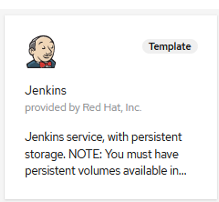 Template
Jenkins
provided by Red Hat, Inc.
Jenkins service, with persistent
storage. NOTE: You must have
persistent volumes available in...